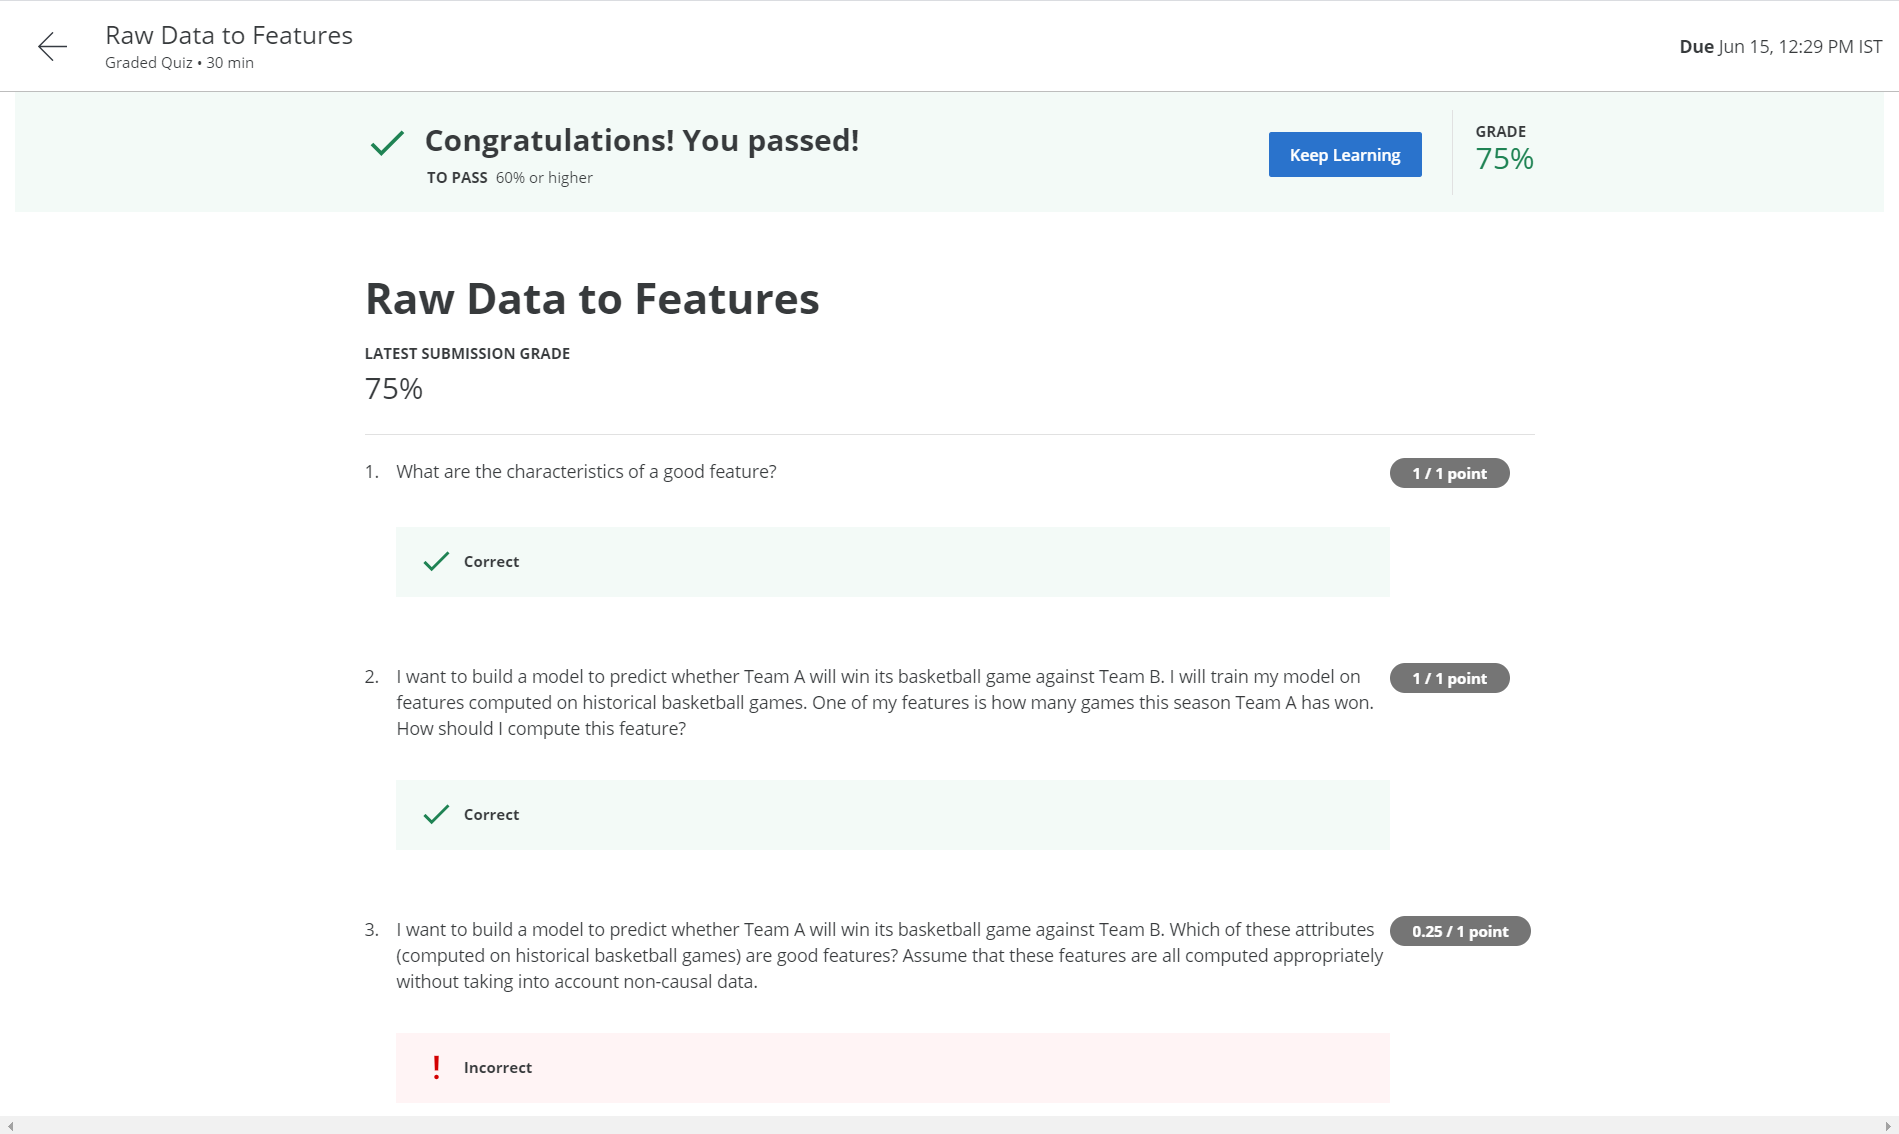 Raw Data to Features
Graded Quiz • 30 min
Due Jun 15, 12:29 PM IST
Congratulations! You passed!
TO PASS 60% or higher
Keep Learning
GRADE
75%
Raw Data to Features
LATEST SUBMISSION GRADE
75%
1. What are the characteristics of a good feature?
1 / 1 point
Correct
2. I want to build a model to predict whether Team A will win its basketball game against Team B. I will train my model on
features computed on historical basketball games. One of my features is how many games this season Team A has won.
How should I compute this feature?
1 / 1 point
Correct
3. I want to build a model to predict whether Team A will win its basketball game against Team B. Which of these attributes
(computed on historical basketball games) are good features? Assume that these features are all computed appropriately
without taking into account non-causal data.
0.25 / 1 point
! Incorrect